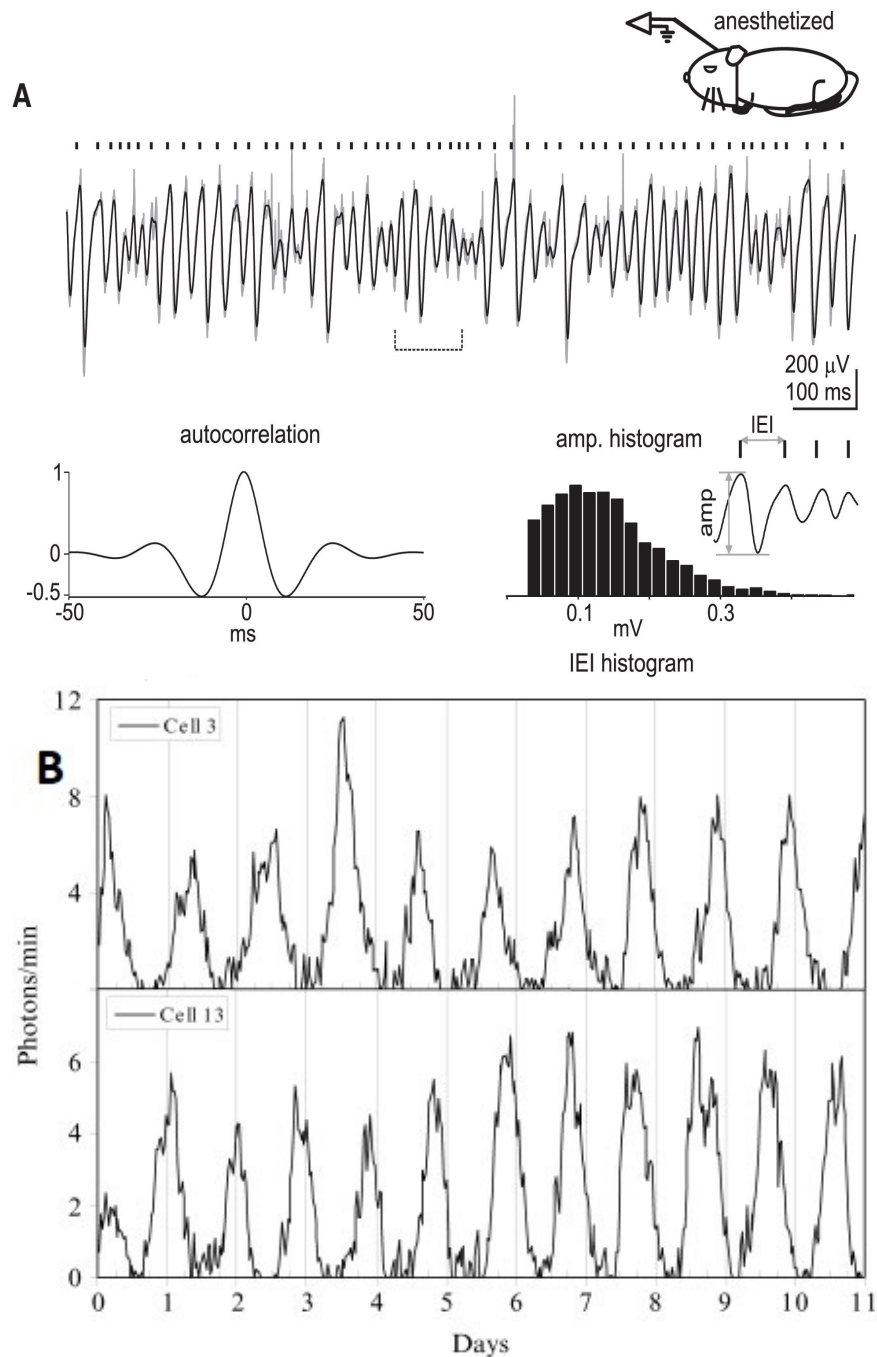 anesthetized
A
200 μV
100 ms
autocorrelation
amp. histogram
IEI
amp
1
0
-0.5
-50
0
50
ms
0.1
0.3
mV
IEI histogram
B
12
Cell 3
8
4
Photons/min
Cell 13
6
4
2
0
0 1 2 3 4 5 6 7 8 9 10 11
Days